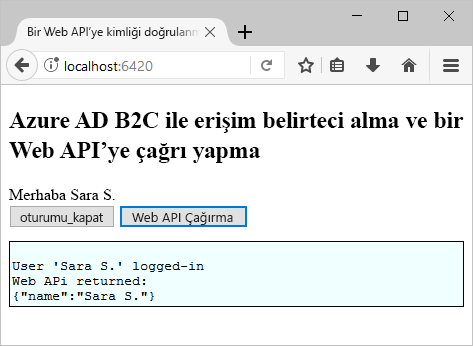 Bir Web API’ye kimliği doğrulanm
localhost:6420
Azure AD B2C ile erişim belirteci alma ve bir
Web API’ye çağrı yapma
Merhaba Sara S.
oturumu_kapat Web API Çağırma
User 'Sara S.' logged-in
Web APi returned:
{"name":"Sara S."}